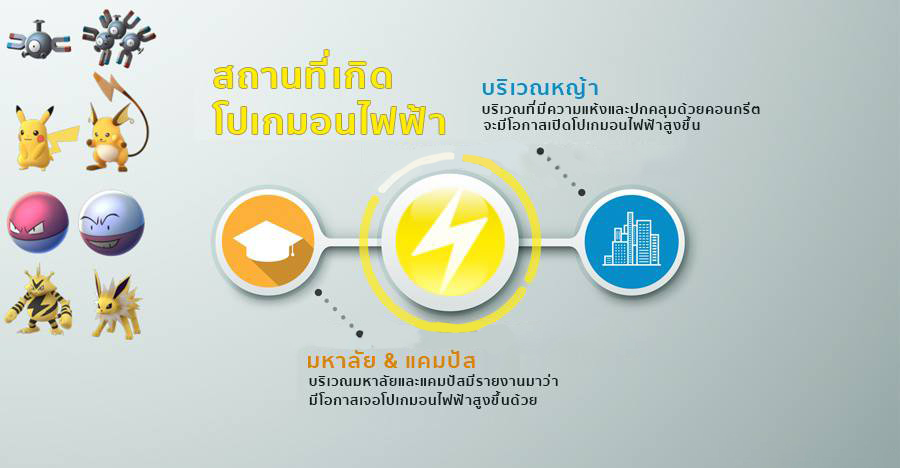 สถานที่เกิด
โปเกมอนไฟฟ้า
บริเวณหญ้า
บริเวณที่มีความแห้งและปกคลุมด้วยคอนกรีต
จะมีโอกาสเปิดโปเกมอนไฟฟ้าสูงขึ้น
มหาลัย & แคมปัส
บริเวณมหาลัยและแคมปัสมีรายงานมาว่า
มีโอกาสเจอโปเกมอนไฟฟ้าสูงขึ้นด้วย